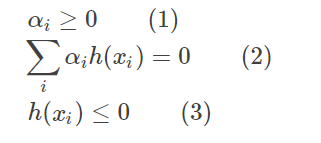 αᵢ ≥ 0 (1)
∑ᵢ αᵢh(xᵢ) = 0 (2)
h(xᵢ) ≤ 0 (3)